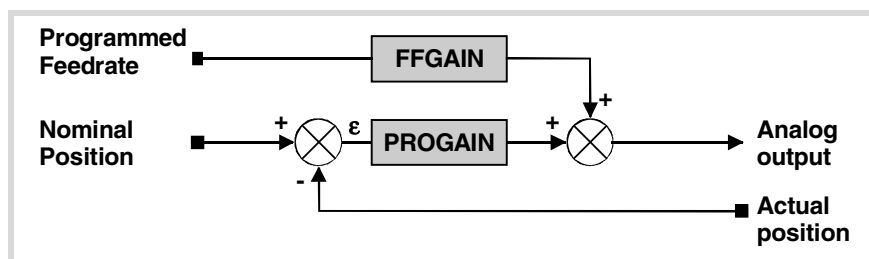 Programmed
Feedrate
FFGAIN
+
Nominal
Position
+
ε
PROGAIN
+
Analog
output
-
Actual
position